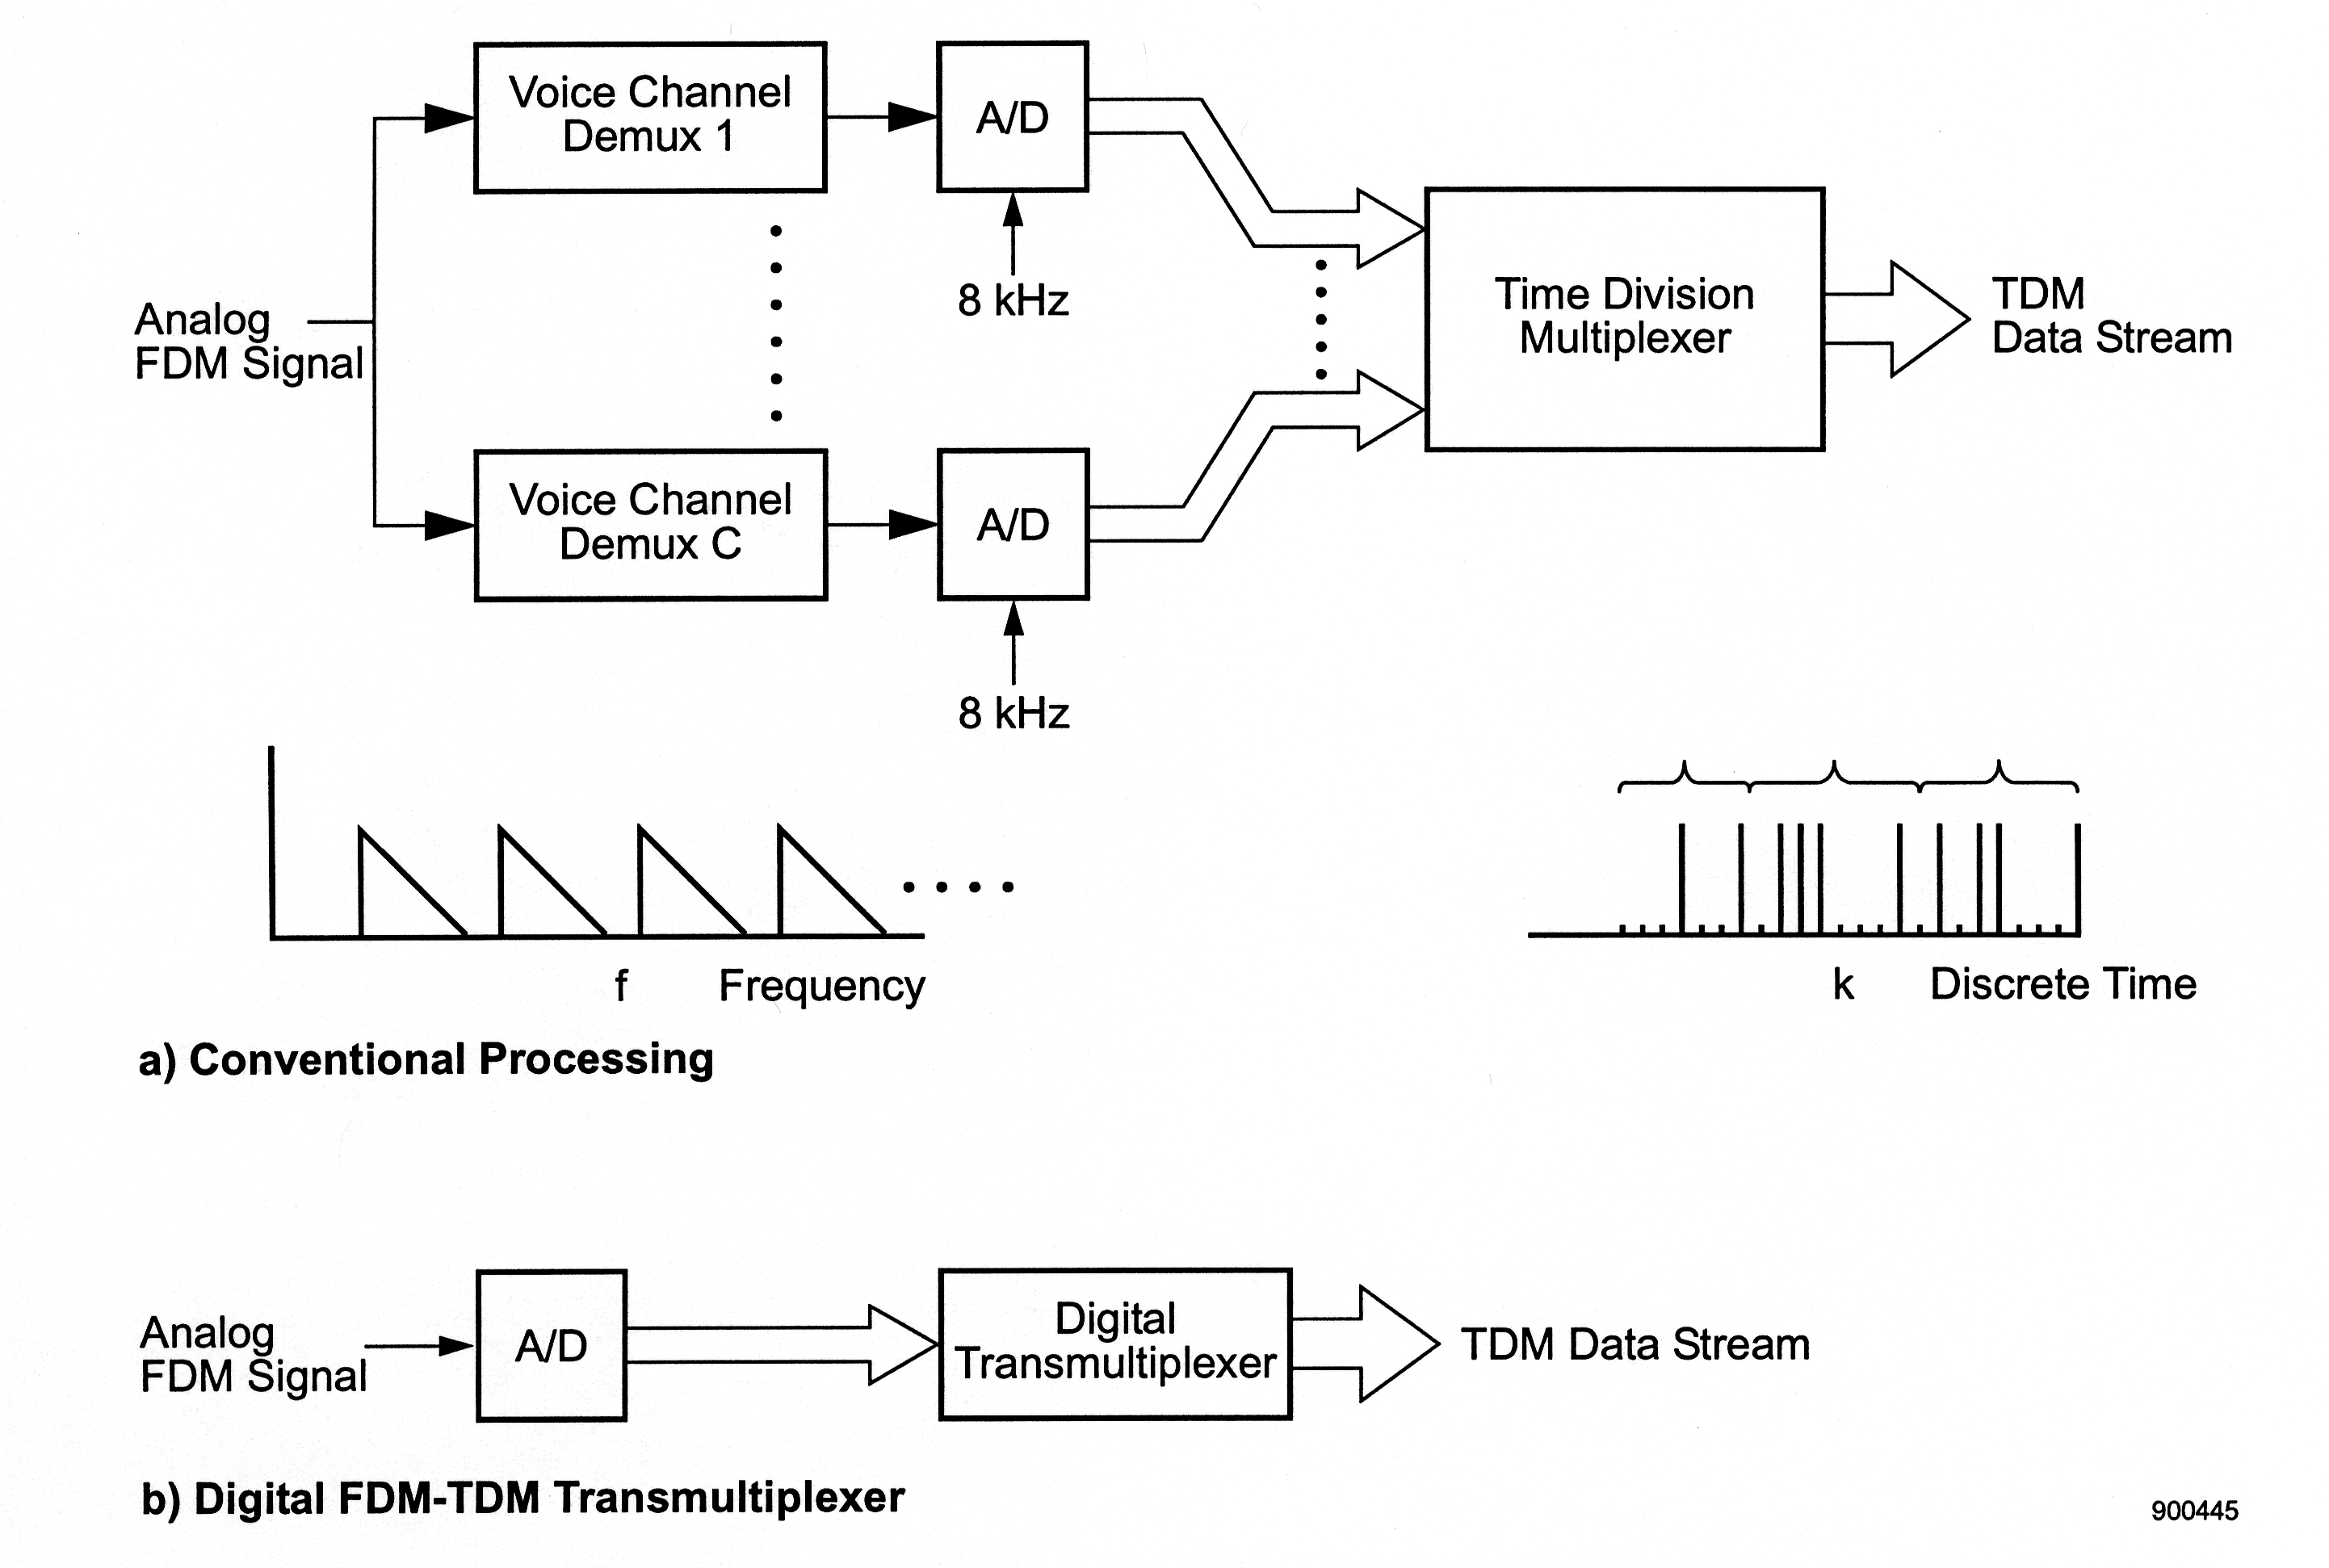 Voice Channel
Demux 1
A/D
8 kHz
Analog
FDM Signal
Time Division
Multiplexer
TDM
Data Stream
Voice Channel
Demux C
A/D
8 kHz
f Frequency
k Discrete Time
a) Conventional Processing
Analog
FDM Signal
A/D
Digital
Transmultiplexer
TDM Data Stream
b) Digital FDM-TDM Transmultiplexer
900445